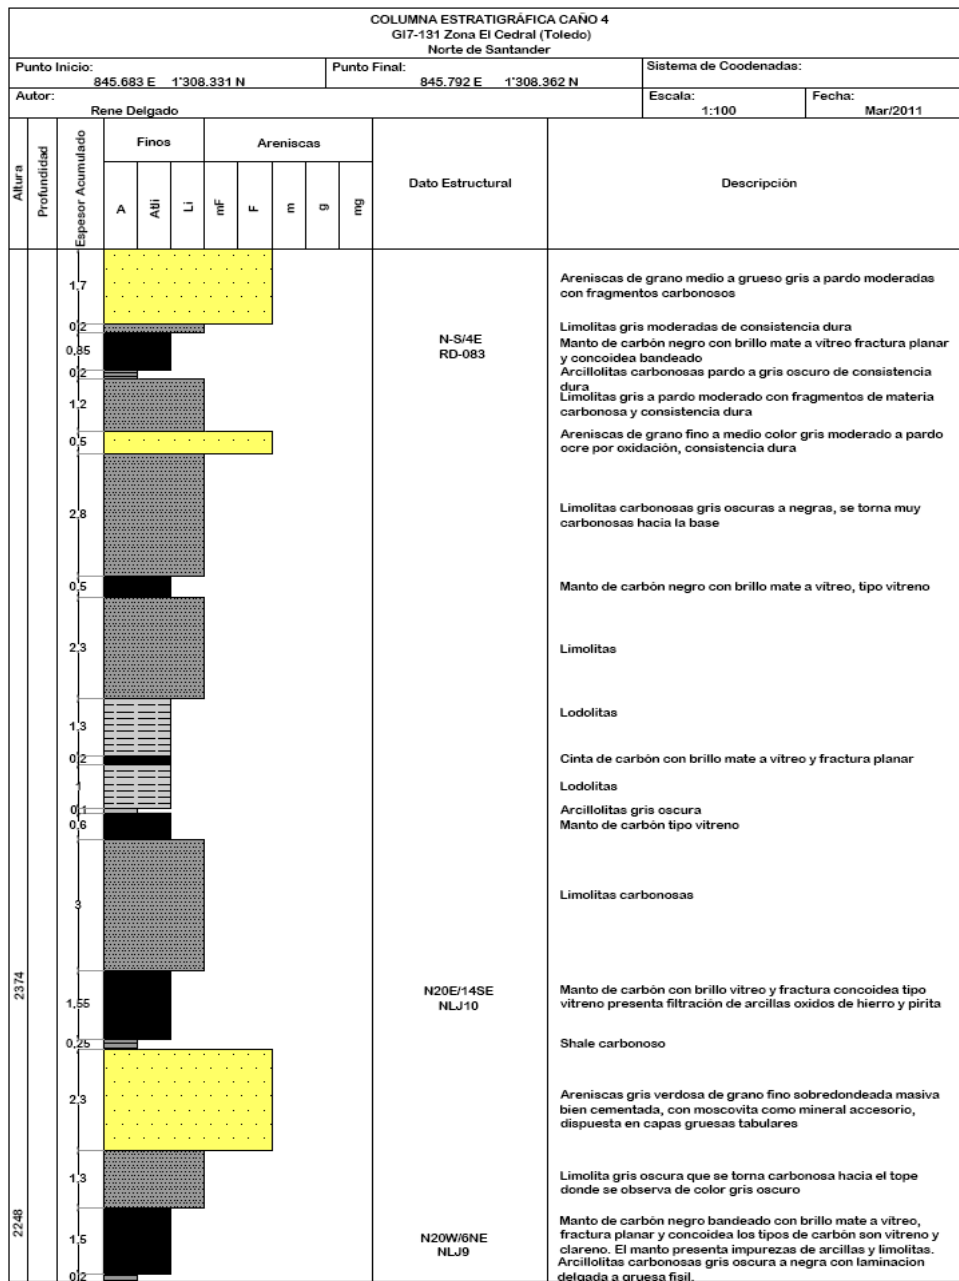 COLUMNA ESTRATIGRÁFICA CAÑO 4
GI7-131 Zona El Cedral (Toledo)
Norte de Santander
Punto Inicio:
845.683 E 1'308.331 N
Punto Final:
845.792 E 1'308.362 N
Sistema de Coodenadas:
Autor:
Rene Delgado
Escala:
1:100
Fecha:
Mar/2011
Altura
Profundidad
Espesor Acumulado
Finos
Areniscas
A
Atli
Li
mF
F
m
g
mg
Dato Estructural
Descripción
1,7
Areniscas de grano medio a grueso gris a pardo moderadas
con fragmentos carbonosos
0,2
Limolitas gris moderadas de consistencia dura
0,85
N-S/4E
RD-083
Manto de carbón negro con brillo mate a vítreo fractura planar
y concoidea bandeado
0,2
Arcillolitas carbonosas pardo a gris oscuro de consistencia
dura
1,2
Limolitas gris a pardo moderado con fragmentos de materia
carbonosa y consistencia dura
0,5
Areniscas de grano fino a medio color gris moderado a pardo
ocre por oxidación, consistencia dura
2,8
Limolitas carbonosas gris oscuras a negras, se torna muy
carbonosas hacia la base
0,5
Manto de carbón negro con brillo mate a vítreo, tipo vitreno
2,3
Limolitas
1,3
Lodolitas
0,2
Cinta de carbón con brillo mate a vítreo y fractura planar
1
Lodolitas
0,1
Arcillolitas gris oscura
0,6
Manto de carbón tipo vitreno
3
Limolitas carbonosas
2374
1,55
N20E/14SE
NLJ10
Manto de carbón con brillo vítreo y fractura concoidea tipo
vitreno presenta filtración de arcillas oxidos de hierro y pirita
0,25
Shale carbonoso
2,3
Areniscas gris verdosa de grano fino sobredondeada masiva
bien cementada, con moscovita como mineral accesorio,
dispuesta en capas gruesas tabulares
1,3
Limolita gris oscura que se torna carbonosa hacia el tope
donde se observa de color gris oscuro
2248
1,5
N20W/6NE
NLJ9
Manto de carbón negro bandeado con brillo mate a vítreo,
fractura planar y concoidea los tipos de carbón son vitreno y
clareno. El manto presenta impurezas de arcillas y limolitas.
0,2
Arcillolitas carbonosas gris oscura a negra con laminacion
delgada a gruesa fisil.